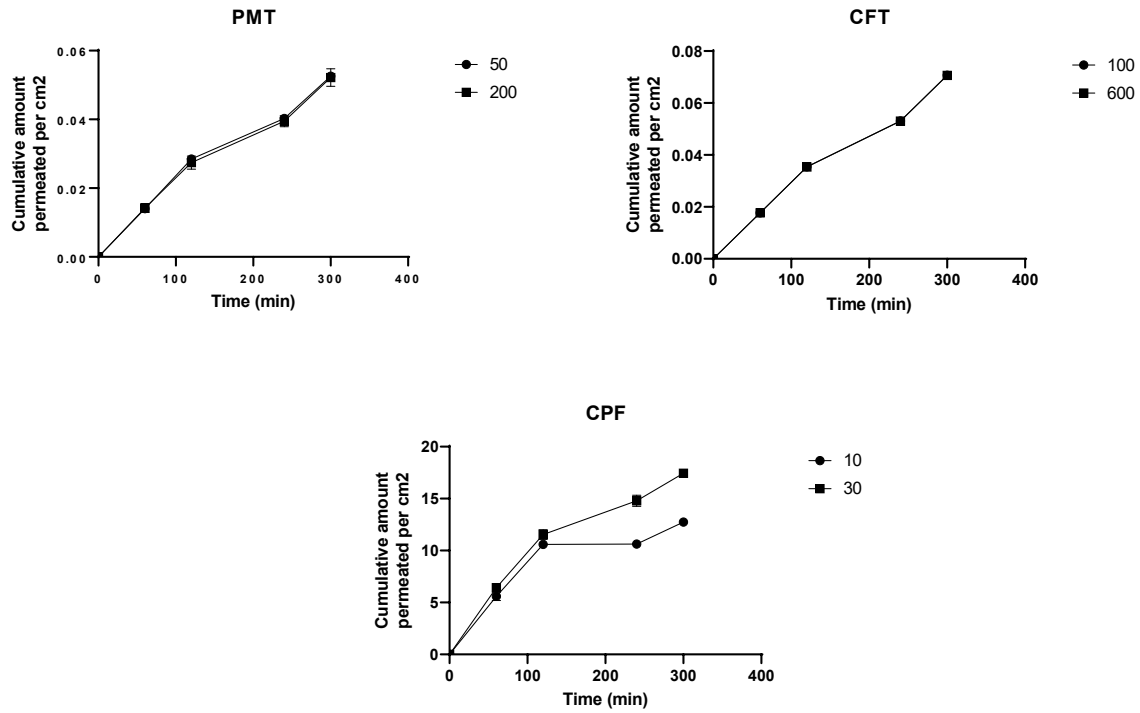 PMT
0.06
0.04
0.02
0.00
0
100
200
300
400
Cumulative amount
permeated per cm2
Time (min)
50
200
CFT
0.08
0.06
0.04
0.02
0.00
0
100
200
300
400
Cumulative amount
permeated per cm2
Time (min)
100
600
CPF
20
15
10
5
0
0
100
200
300
400
Cumulative amount
permeated per cm2
Time (min)
10
30